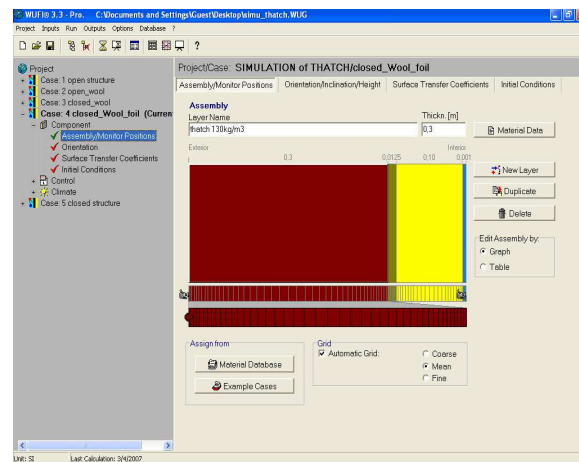 WUFI® 3.3 - Pro. C:\Documents and Settings\Guest\Desktop\simu_thatch.WUG
Project Inputs Run Outputs Options Database ?
?
Project
Case: 1 open structure
Case: 2 open_wool
Case: 3 closed_wool
Case: 4 closed_Wool_foil (Curren
Component
Assembly/Monitor Positions
Orientation
Surface Transfer Coefficients
Initial Conditions
Control
Climate
Case: 5 closed structure
Project/Case: SIMULATION of THATCH/closed_Wool_foil
Assembly/Monitor Positions Orientation/Inclination/Height Surface Transfer Coefficients Initial Conditions
Assembly
Layer Name Thickn. [m]
thatch 130kg/m3 0,3 Material Data
Exterior Interior
0,3 0,0125 0,10 0,001
New Layer
Duplicate
Delete
Edit Assembly by:
Graph
Table
Assign from
Material Database
Example Cases
Grid
Automatic Grid: Coarse
Mean
Fine
Unit: SI Last Calculation: 3/4/2007